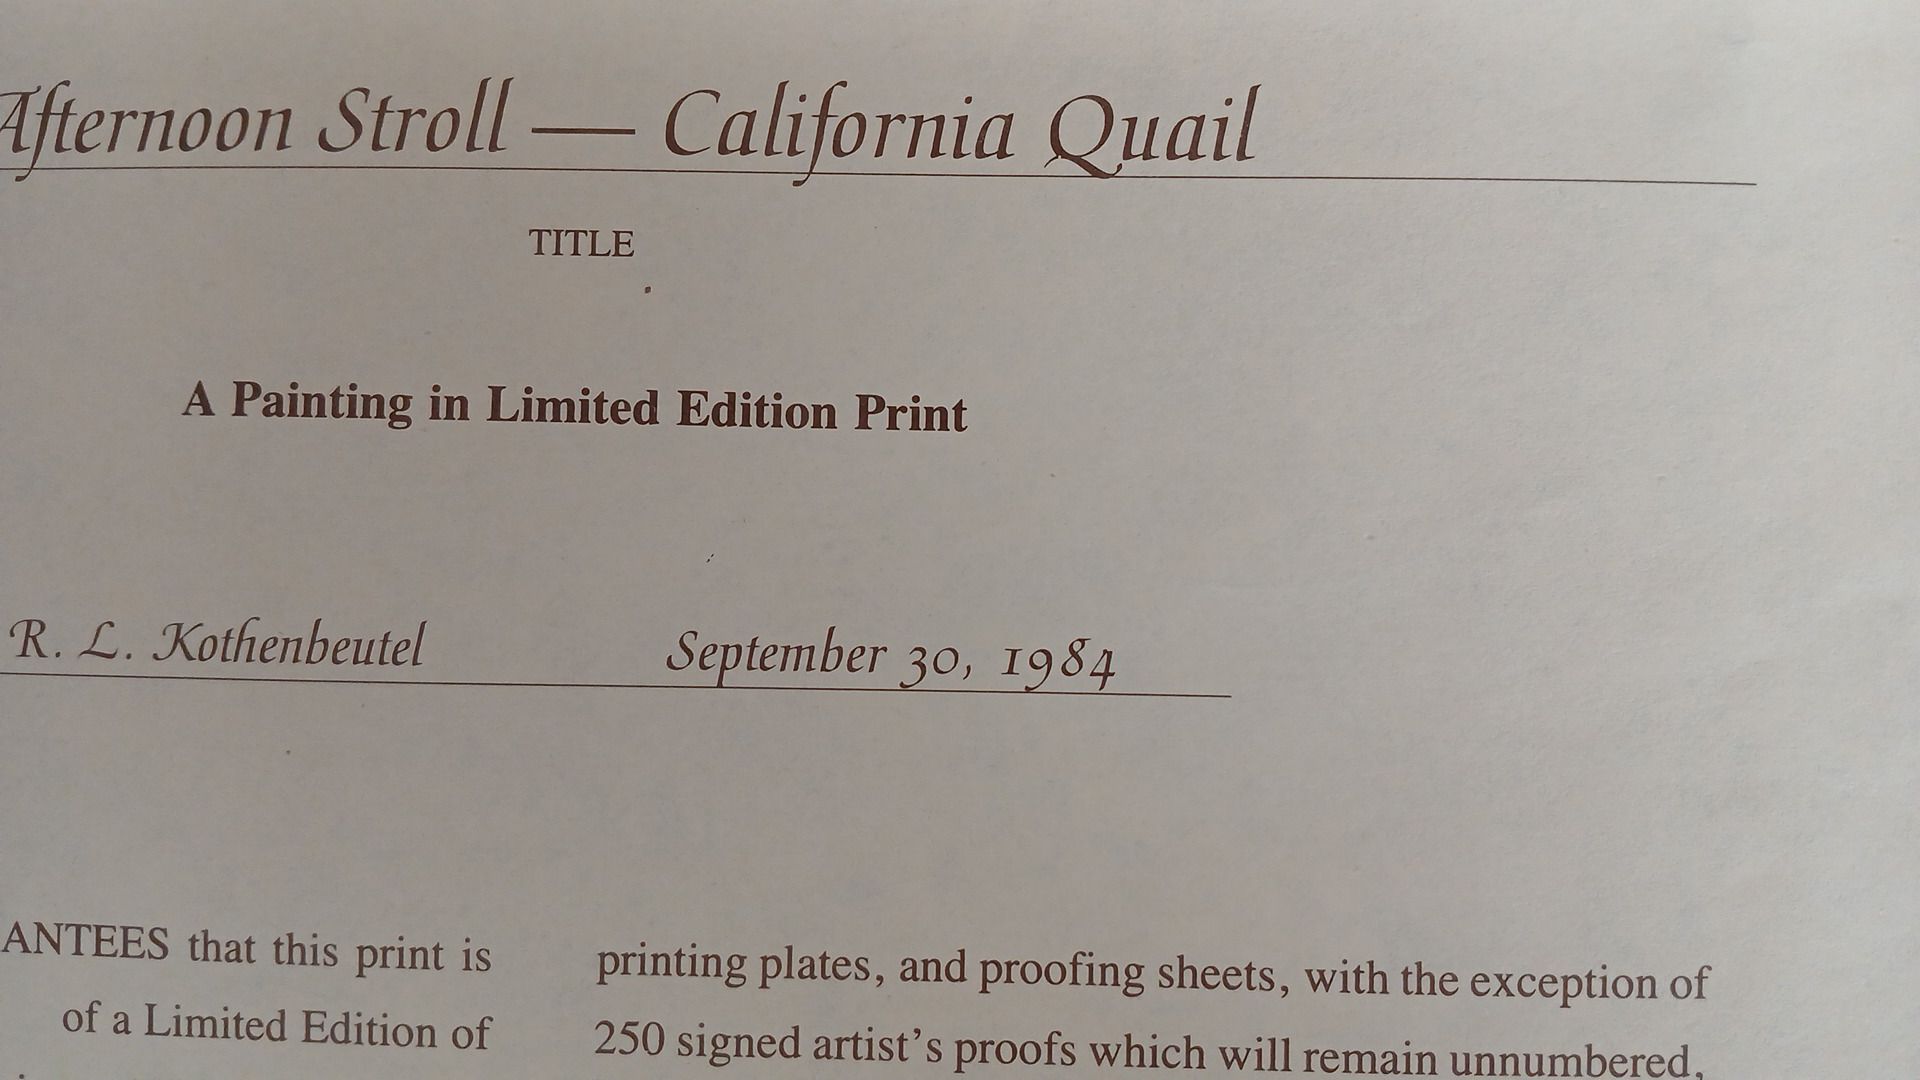 Afternoon Stroll — California Quail
TITLE
A Painting in Limited Edition Print
R. L. Kothenbeutel September 30, 1984
ANTEES that this print is
of a Limited Edition of
printing plates, and proofing sheets, with the exception of
250 signed artist's proofs which will remain unnumbered,